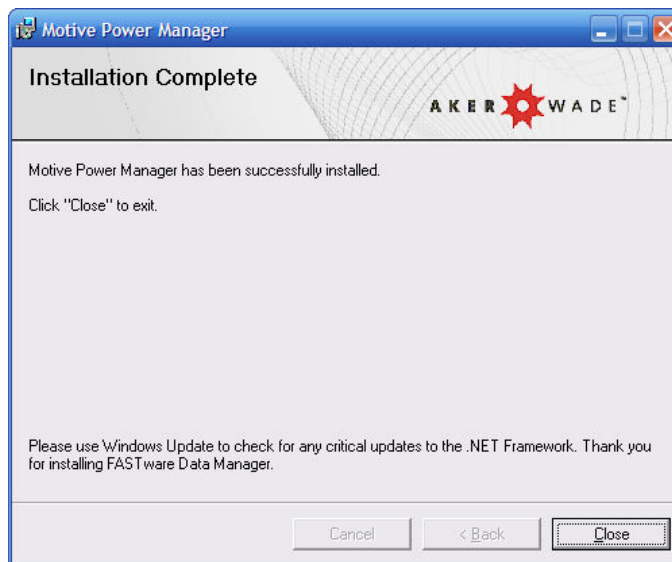 Motive Power Manager
Installation Complete
AKER WADE™
Motive Power Manager has been successfully installed.
Click "Close" to exit.
Please use Windows Update to check for any critical updates to the .NET Framework. Thank you
for installing FASTware Data Manager.
Cancel
< Back
Close